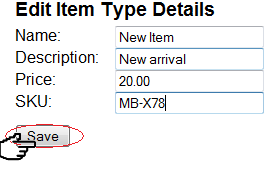 Edit Item Type Details
Name: New Item
Description: New arrival
Price: 20.00
SKU: MB-X78
Save